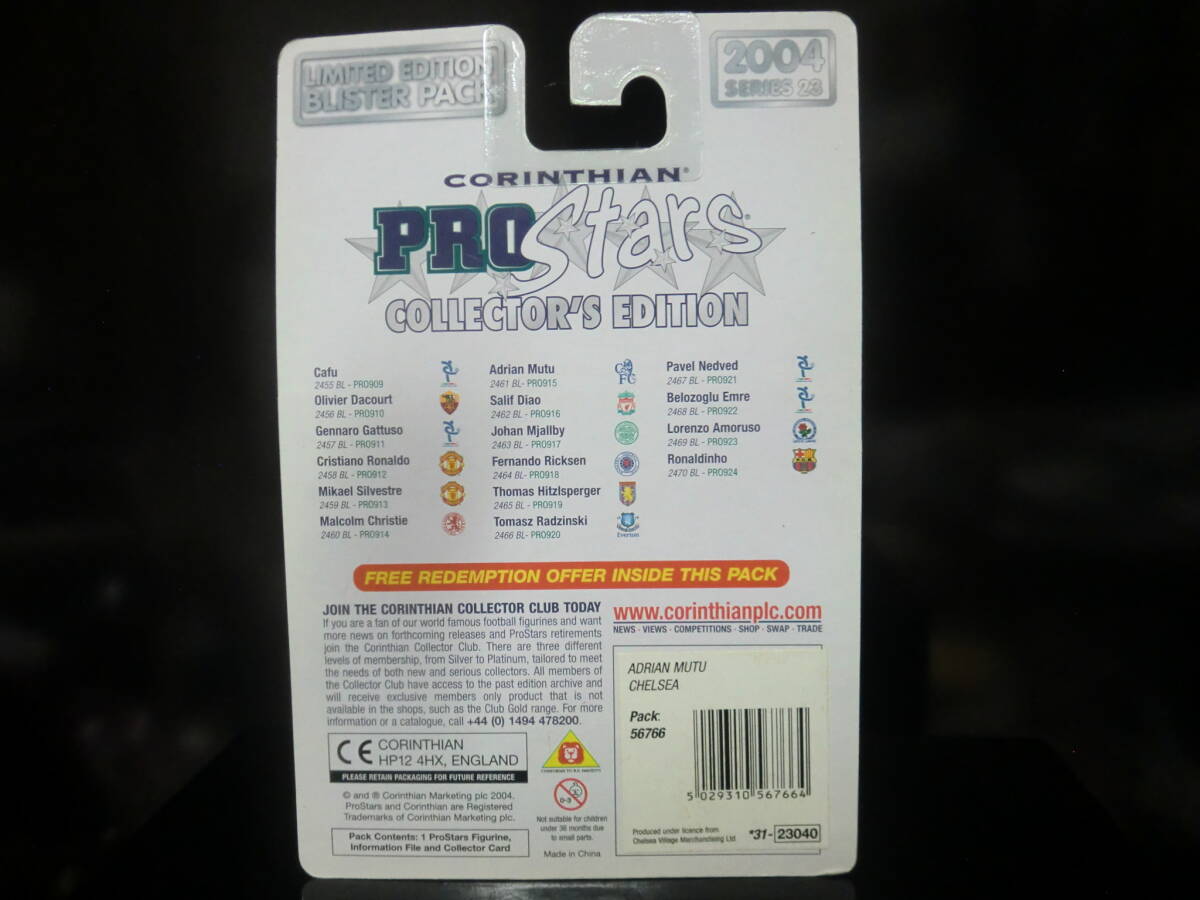 LIMITED EDITION
BLISTER PACK
2004
SERIES 23
CORINTHIAN®
PRO Stars®
COLLECTOR'S EDITION
Cafu
2455 BL - PRO909
Olivier Dacourt
2456 BL - PRO910
Gennaro Gattuso
2457 BL - PRO911
Cristiano Ronaldo
2458 BL - PRO912
Mikael Silvestre
2459 BL - PRO913
Malcolm Christie
2460 BL - PRO914
Adrian Mutu
2461 BL- PRO915
Salif Diao
2462 BL - PRO916
Johan Mjallby
2463 BL - PRO917
Fernando Ricksen
2464 BL - PRO918
Thomas Hitzlsperger
2465 BL - PRO919
Tomasz Radzinski
2466 BL- PRO920
CFC
Everton
Pavel Nedved
2467 BL - PRO921
Belozoglu Emre
2468 BL - PRO922
Lorenzo Amoruso
2469 BL - PRO923
Ronaldinho
2470 BL - PRO924
FREE REDEMPTION OFFER INSIDE THIS PACK
JOIN THE CORINTHIAN COLLECTOR CLUB TODAY
If you are a fan of our world famous football figurines and want
more news on forthcoming releases and ProStars retirements
join the Corinthian Collector Club. There are three different
levels of membership, from Silver to Platinum, tailored to meet
the needs of both new and serious collectors. All members of
the Collector Club have access to the past edition archive and
will receive exclusive members only product that is not
available in the shops, such as the Club Gold range. For more
information or a catalogue, call +44 (0) 1494 478200.
www.corinthianplc.com
NEWS - VIEWS - COMPETITIONS - SHOP - SWAP - TRADE
CE CORINTHIAN
HP12 4HX, ENGLAND
PLEASE RETAIN PACKAGING FOR FUTURE REFERENCE
© and ® Corinthian Marketing plc 2004.
ProStars and Corinthian are Registered
Trademarks of Corinthian Marketing plc.
Pack Contents: 1 ProStars Figurine,
Information File and Collector Card
0-3
Not suitable for children
under 36 months due
to small parts.
Made in China
ADRIAN MUTU
CHELSEA
Pack:
56766
5 029310 567664
Produced under licence from
Chelsea Village Merchandising Ltd
*31- 23040